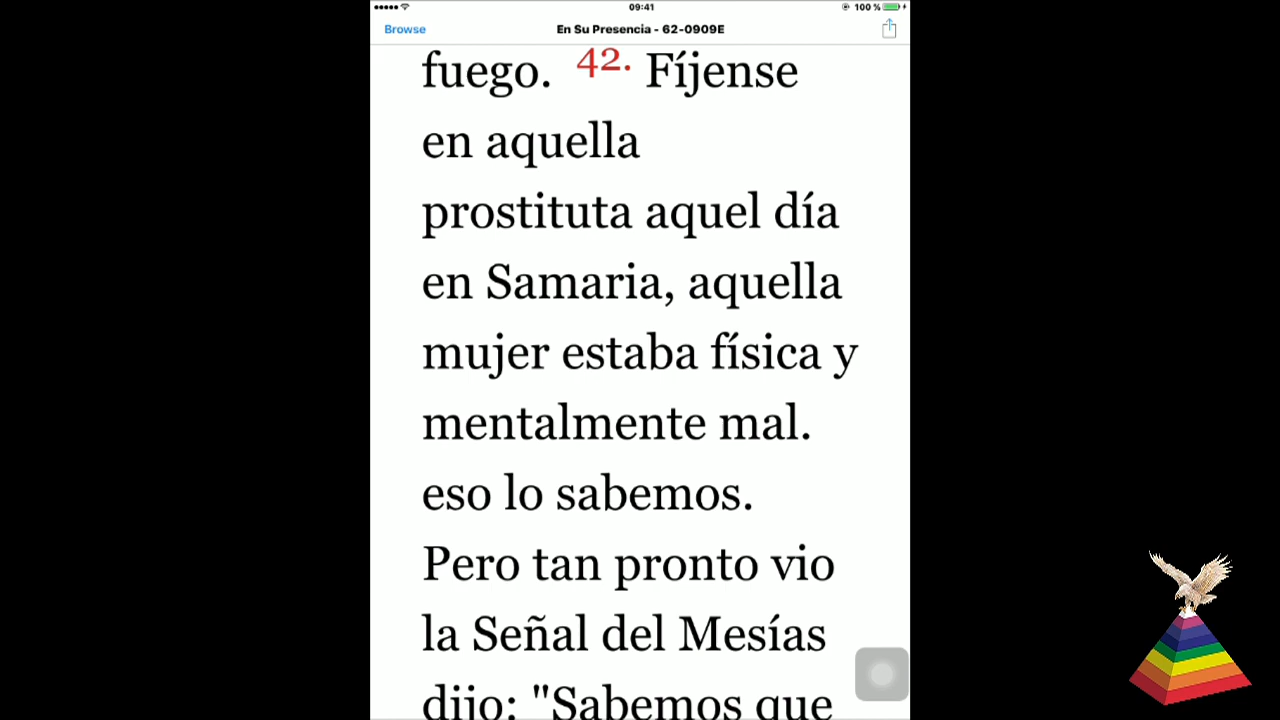 09:41
100 %
Browse
En Su Presencia - 62-0909E
fuego. 42. Fíjense
en aquella
prostituta aquel día
en Samaria, aquella
mujer estaba física y
mentalmente mal.
eso lo sabemos.
Pero tan pronto vio
la Señal del Mesías
dijo: "Sabemos que